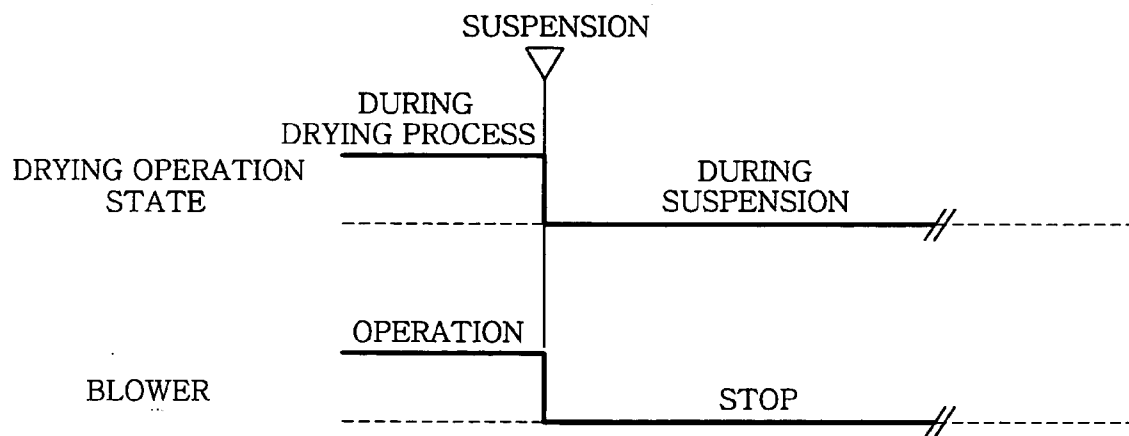 SUSPENSION
DURING
DRYING PROCESS
DRYING OPERATION
STATE
DURING
SUSPENSION
OPERATION
BLOWER
STOP